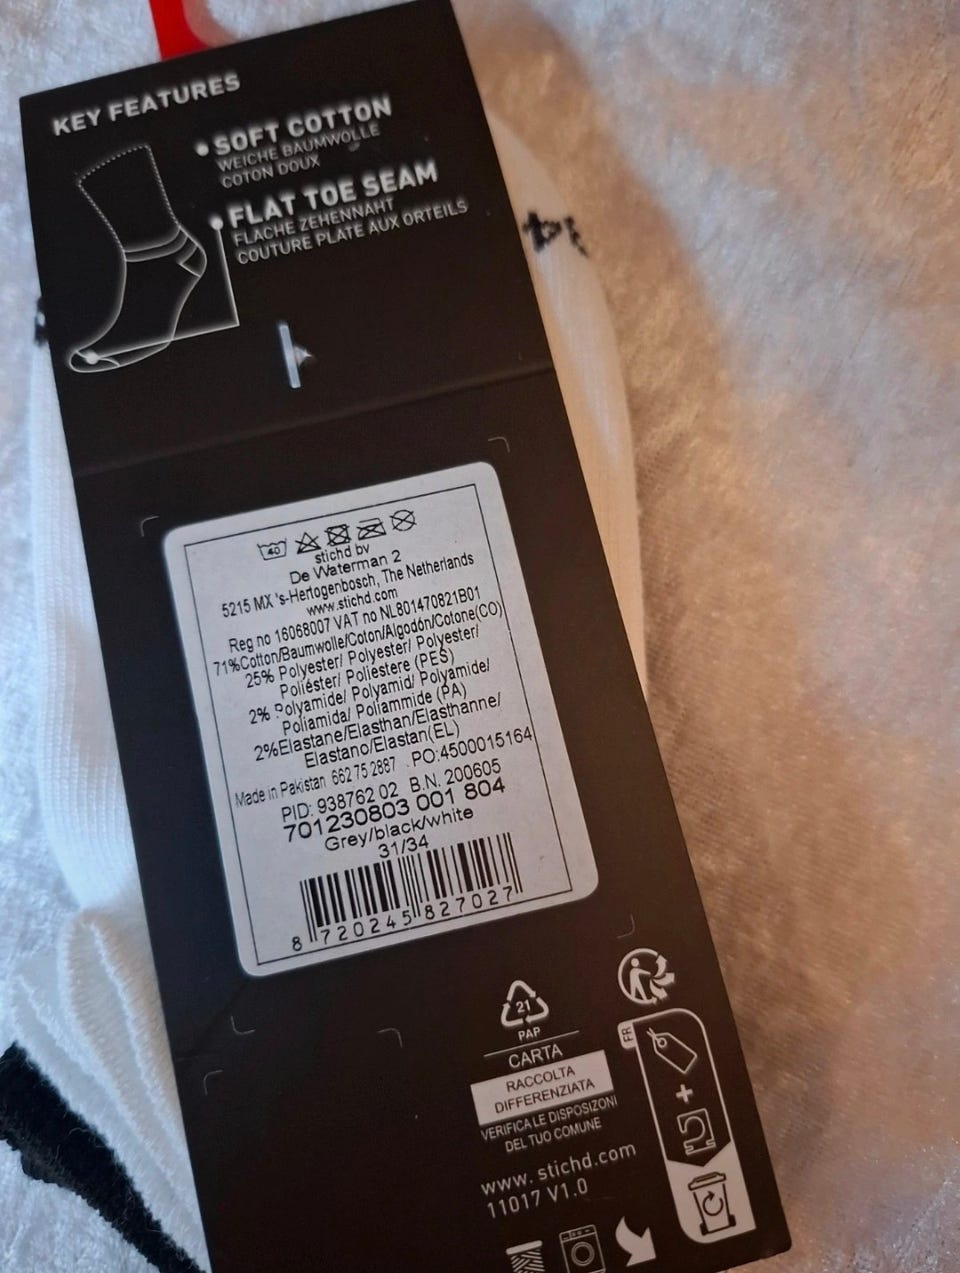 KEY FEATURES
• SOFT COTTON
WEICHE BAUMWOLLE
COTON DOUX
• FLAT TOE SEAM
FLACHE ZEHENNAHT
COUTURE PLATE AUX ORTEILS
40
stichd bv
De Waterman 2
5215 MX 's-Hertogenbosch, The Netherlands
www.stichd.com
Reg no 16068007 VAT no NL801470821B01
71%Cotton/Baumwolle/Coton/Algodón/Cotone(CO)
25% Polyester/ Polyester/ Polyester/
Poliéster/ Poliestere (PES)
2% Polyamide/ Polyamid/ Polyamide/
Poliamida/ Poliammide (PA)
2%Elastane/Elasthan/Elasthanne/
Elastano/Elastan(EL)
Made in Pakistan 662 75 2887 . PO:4500015164
PID: 938762 02 B.N. 200605
701230803 001 804
Grey/black/white
31/34
8 720245 827027
21
PAP
CARTA
RACCOLTA
DIFFERENZIATA
VERIFICA LE DISPOSIZONI
DEL TUO COMUNE
www. stichd.com
11017 V1.0
FR
+